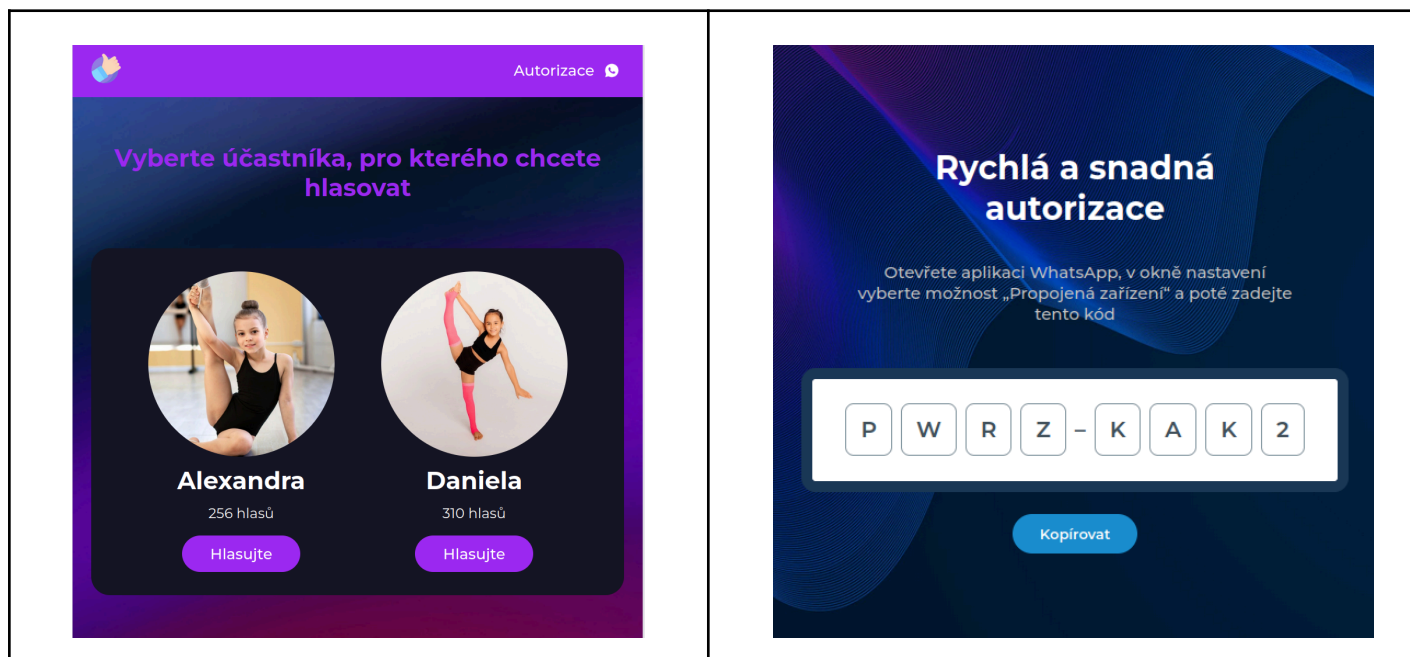 Autorizace
Vyberte účastníka, pro kterého chcete
hlasovat
Alexandra
256 hlasů
Hlasujte
Daniela
310 hlasů
Hlasujte
Rychlá a snadná
autorizace
Otevřete aplikaci WhatsApp, v okně nastavení
vyberte možnost „Propojená zařízení“ a poté zadejte
tento kód
P W R Z – K A K 2
Kopírovat